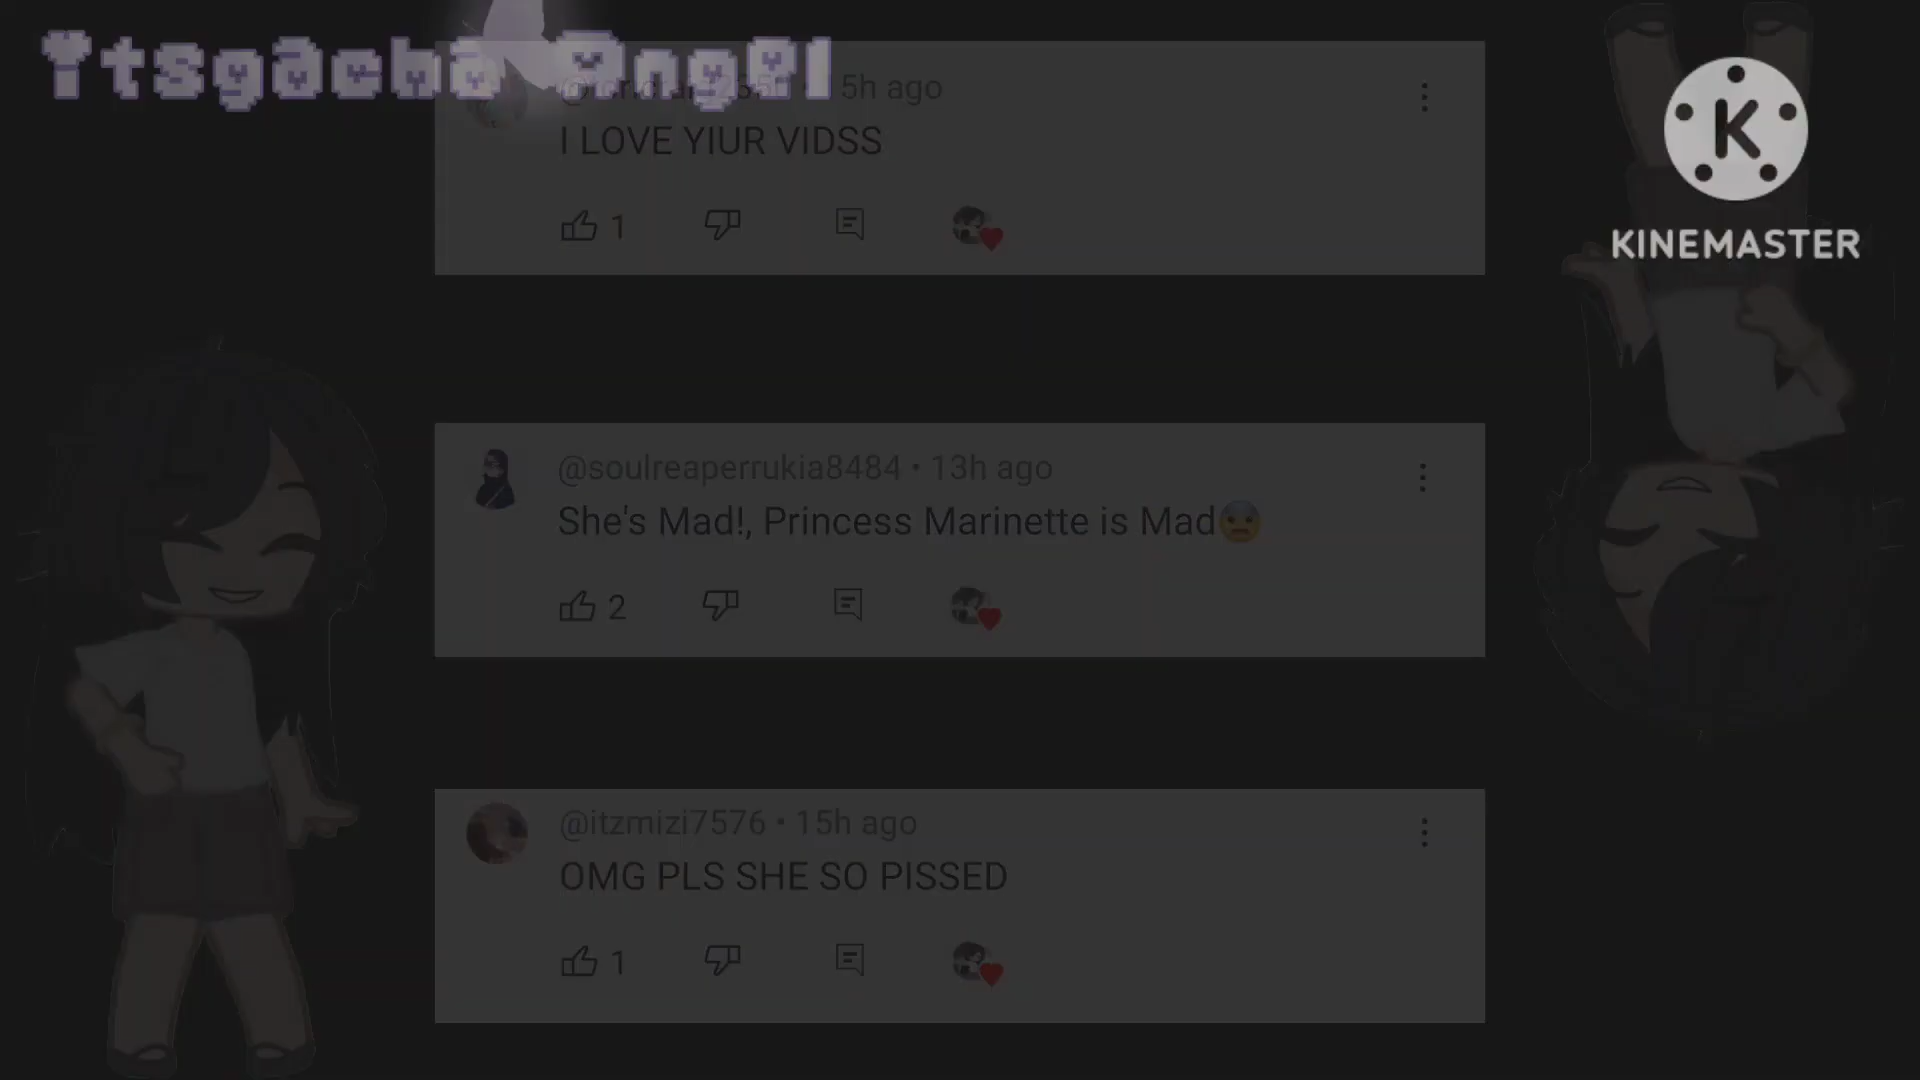 Itsgacha Angel
5h ago
I LOVE YIUR VIDSS
1
KINEMASTER
@soulreaperrukia8484 • 13h ago
She's Mad!, Princess Marinette is Mad😨
2
@itzmizi7576 • 15h ago
OMG PLS SHE SO PISSED
1